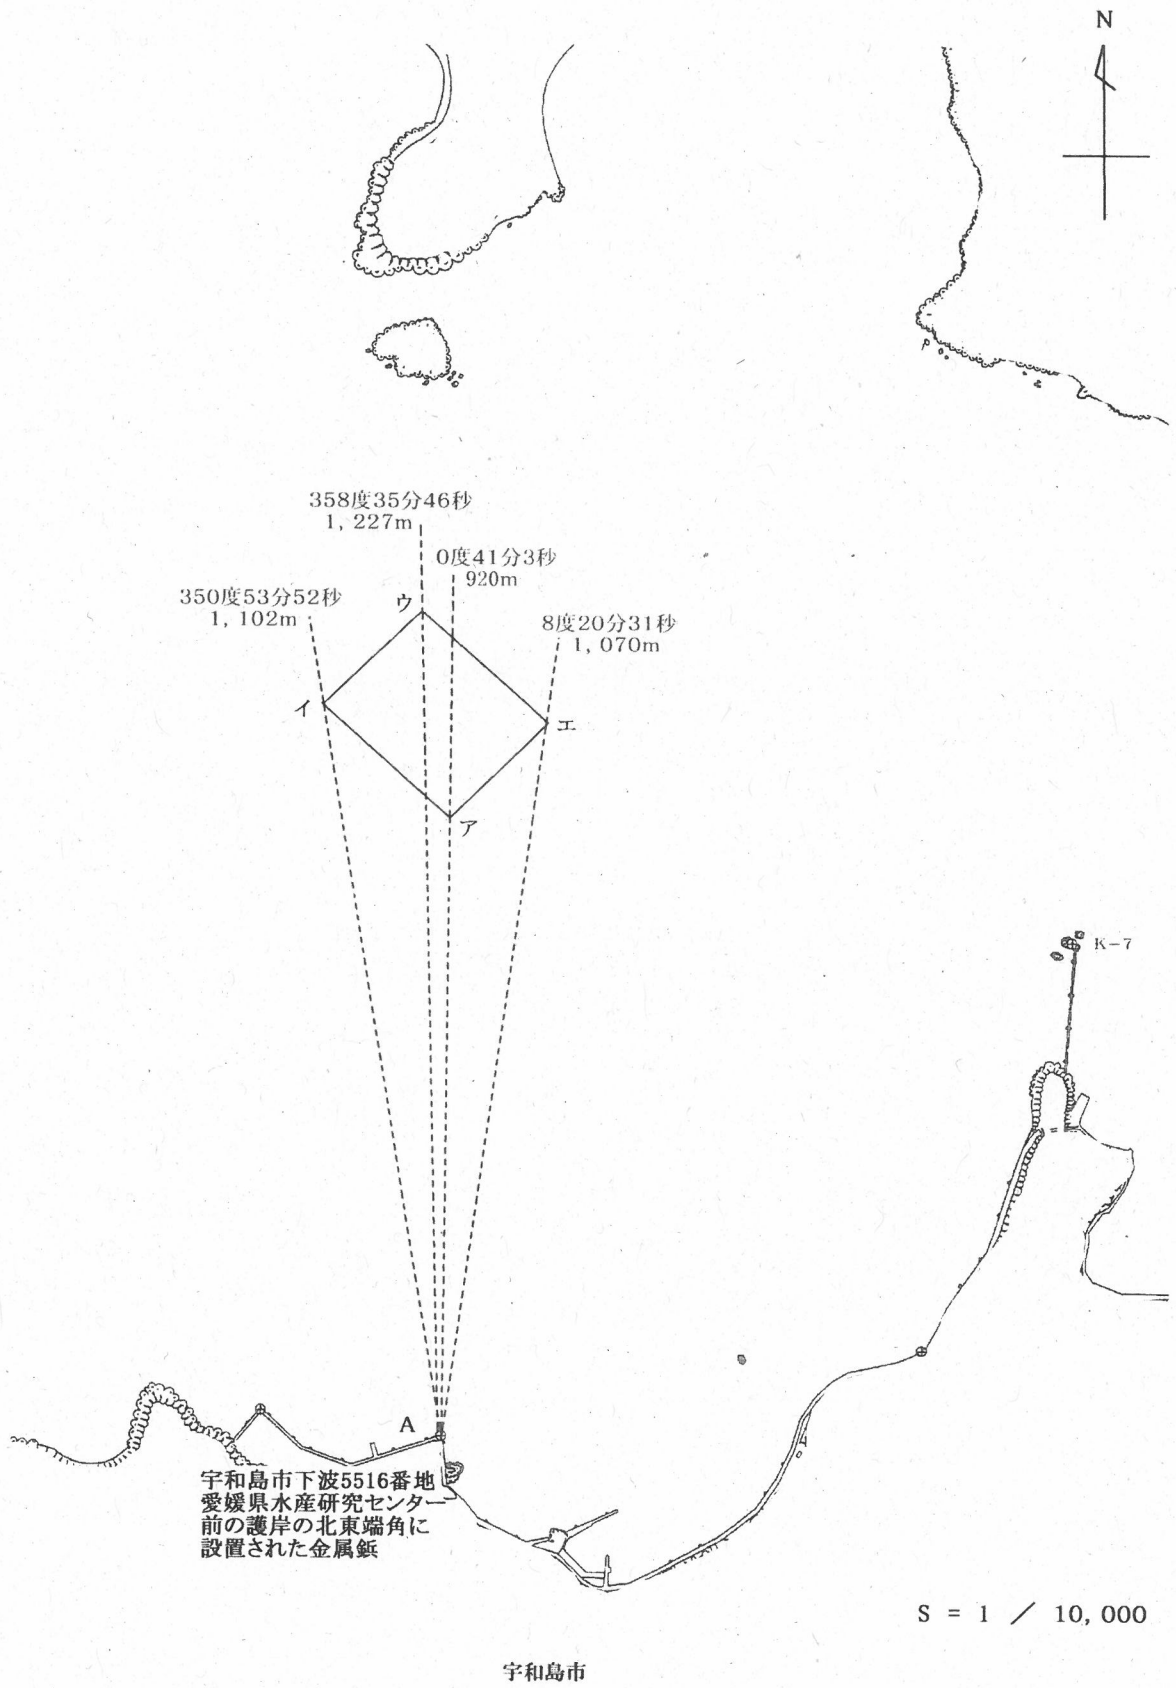 N
358度35分46秒
1, 227m
0度41分3秒
920m
350度53分52秒
1, 102m
8度20分31秒
1, 070m
ウ
イ
エ
ア
K-7
A
宇和島市下波5516番地
愛媛県水産研究センター
前の護岸の北東端角に
設置された金属鋲
S = 1 ／ 10, 000
宇和島市